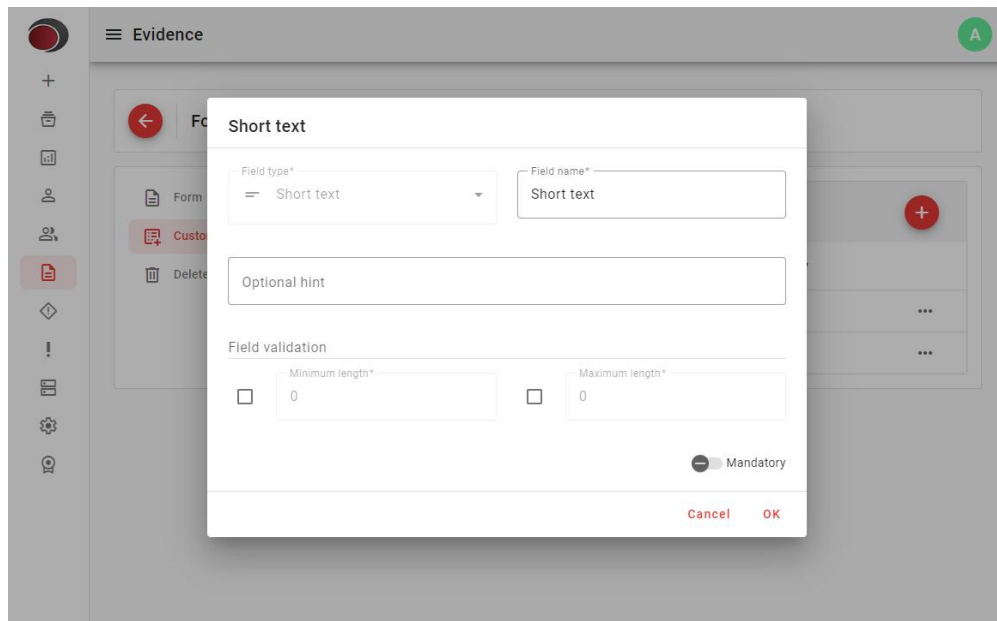 Evidence
A
Fo
Short text
Field type*
Short text
Field name*
Short text
Form
Custo
Delete
Optional hint
Field validation
Minimum length*
0
Maximum length*
0
Mandatory
Cancel
OK